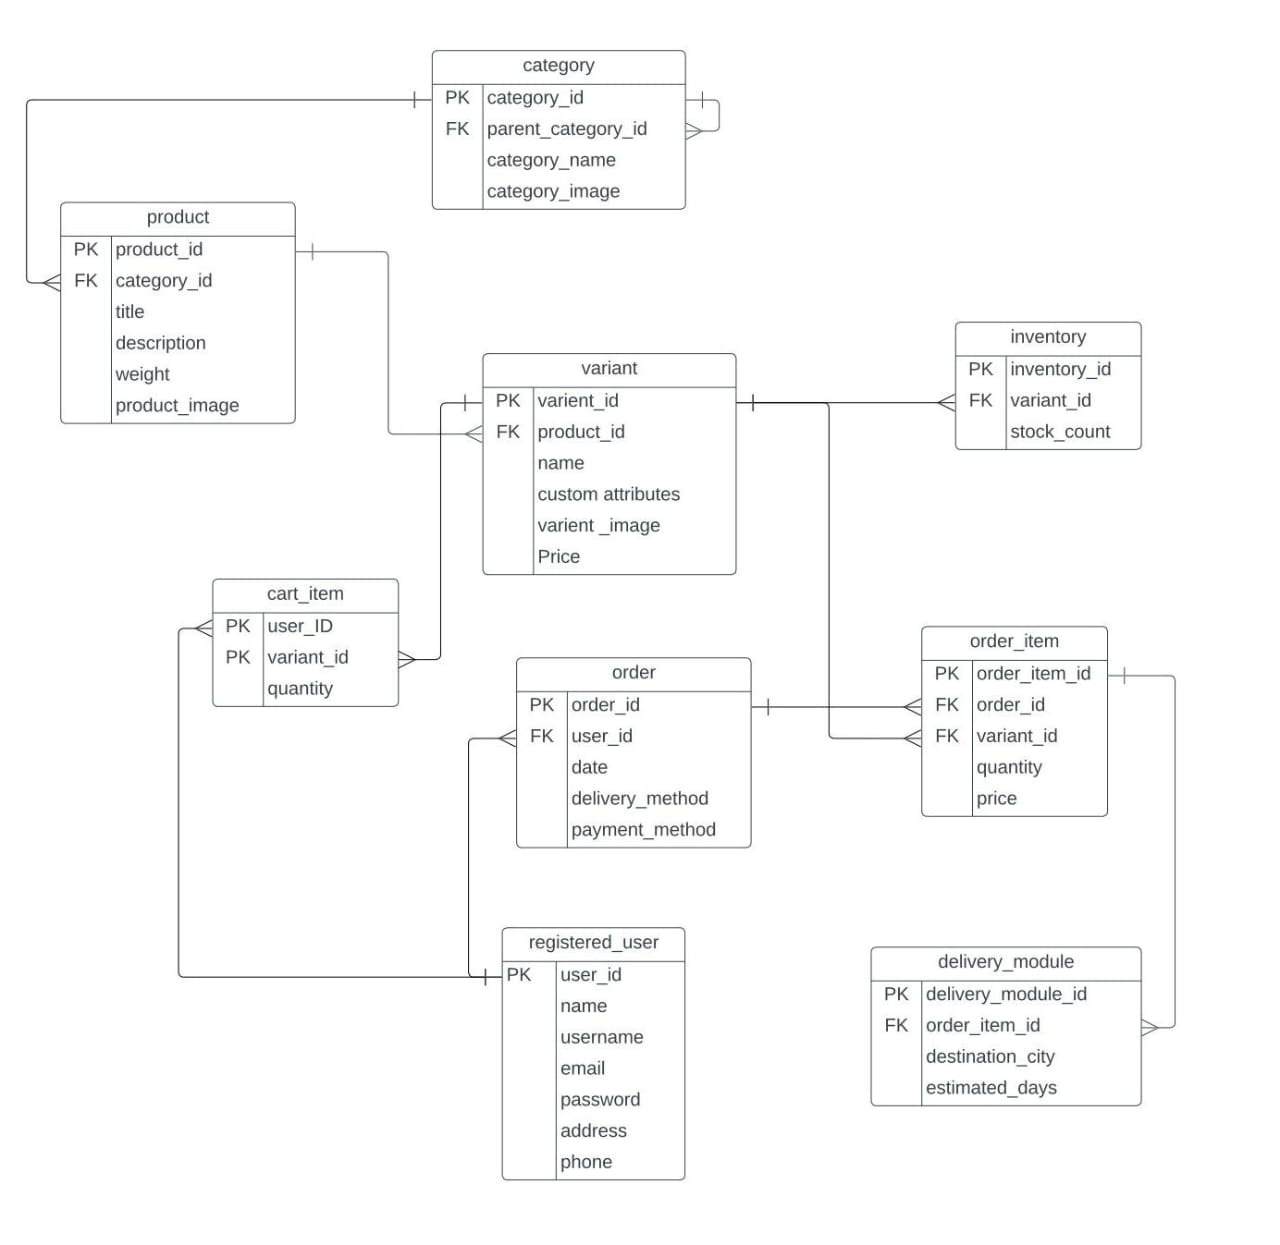 category
PK category_id
FK parent_category_id
category_name
category_image
product
PK product_id
FK category_id
title
description
weight
product_image
inventory
PK inventory_id
FK variant_id
stock_count
variant
PK varient_id
FK product_id
name
custom attributes
varient _image
Price
cart_item
PK user_ID
PK variant_id
quantity
order_item
PK order_item_id
FK order_id
FK variant_id
quantity
price
order
PK order_id
FK user_id
date
delivery_method
payment_method
registered_user
PK user_id
name
username
email
password
address
phone
delivery_module
PK delivery_module_id
FK order_item_id
destination_city
estimated_days